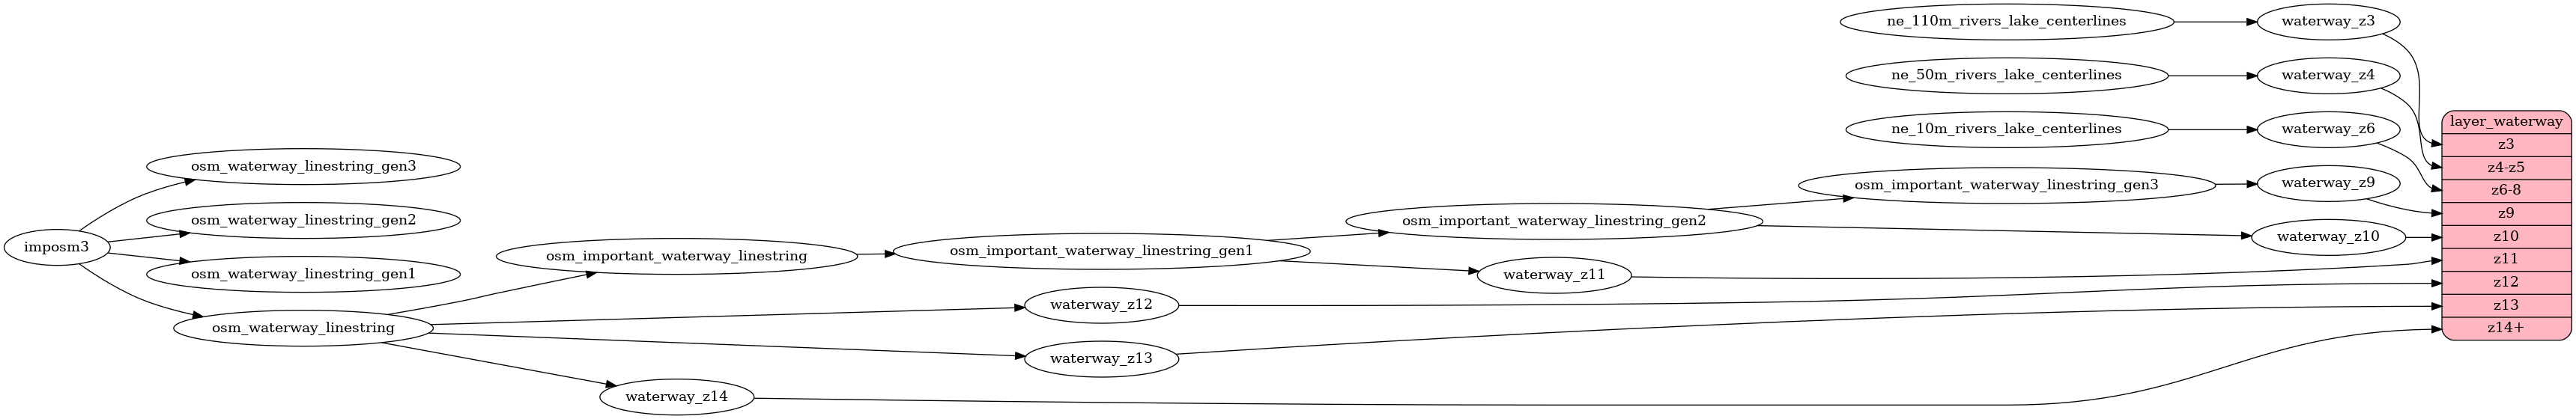 ne_110m_rivers_lake_centerlines
waterway_z3
ne_50m_rivers_lake_centerlines
waterway_z4
ne_10m_rivers_lake_centerlines
waterway_z6
osm_waterway_linestring_gen3
osm_important_waterway_linestring_gen3
waterway_z9
osm_waterway_linestring_gen2
osm_important_waterway_linestring_gen2
waterway_z10
imposm3
osm_important_waterway_linestring
osm_important_waterway_linestring_gen1
osm_waterway_linestring_gen1
waterway_z11
waterway_z12
osm_waterway_linestring
waterway_z13
waterway_z14
layer_waterway
z3
z4-z5
z6-8
z9
z10
z11
z12
z13
z14+